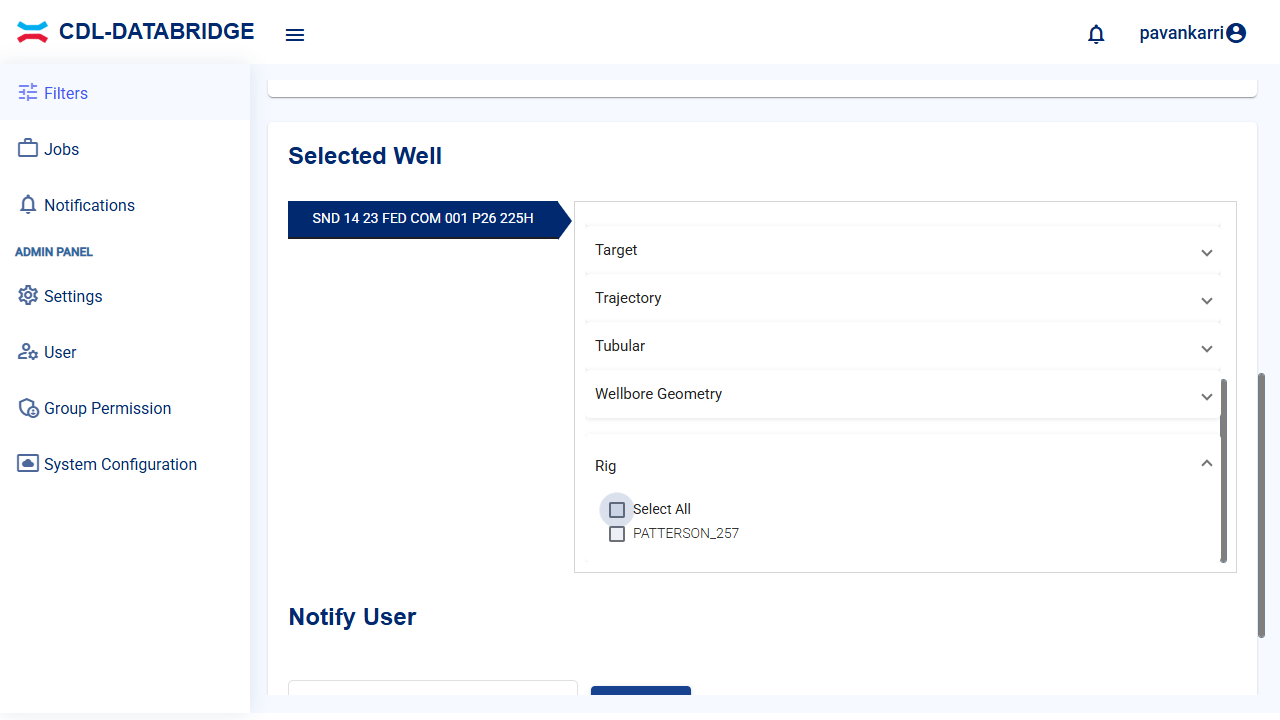 CDL-DATABRIDGE
pavankarri
Filters
Jobs
Notifications
ADMIN PANEL
Settings
User
Group Permission
System Configuration
Selected Well
SND 14 23 FED COM 001 P26 225H
Target
Trajectory
Tubular
Wellbore Geometry
Rig
Select All
PATTERSON_257
Notify User